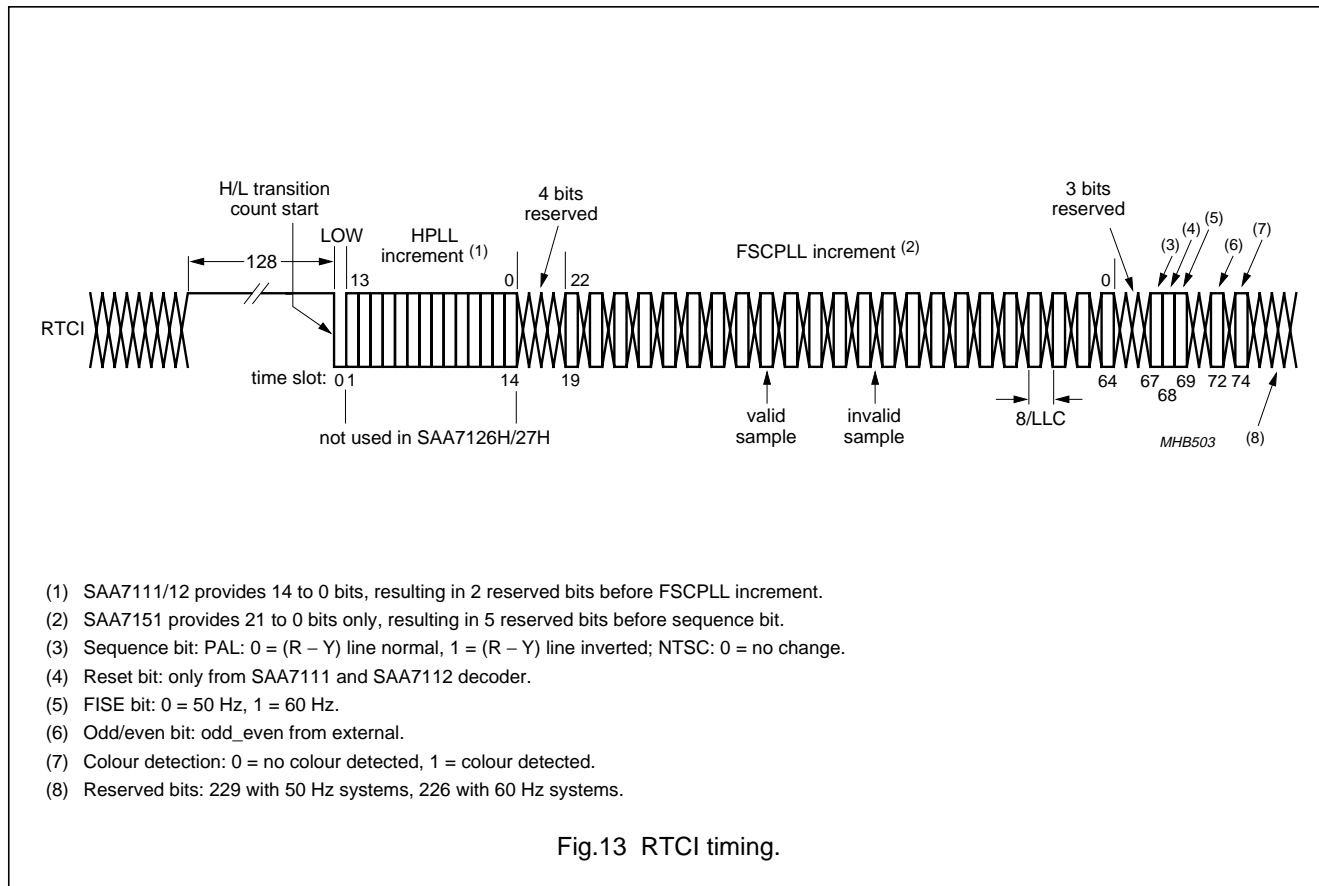 H/L transition
count start
4 bits
reserved
3 bits
reserved
(3)
(4)
(5)
(6)
(7)
LOW
HPLL
increment (1)
FSCPLL increment (2)
128
13
0
22
0
RTCI
time slot:
0 1
14
19
64
67
68
69
72
74
not used in SAA7126H/27H
valid
sample
invalid
sample
8/LLC
MHB503
(8)
(1) SAA7111/12 provides 14 to 0 bits, resulting in 2 reserved bits before FSCPLL increment.
(2) SAA7151 provides 21 to 0 bits only, resulting in 5 reserved bits before sequence bit.
(3) Sequence bit: PAL: 0 = (R − Y) line normal, 1 = (R − Y) line inverted; NTSC: 0 = no change.
(4) Reset bit: only from SAA7111 and SAA7112 decoder.
(5) FISE bit: 0 = 50 Hz, 1 = 60 Hz.
(6) Odd/even bit: odd_even from external.
(7) Colour detection: 0 = no colour detected, 1 = colour detected.
(8) Reserved bits: 229 with 50 Hz systems, 226 with 60 Hz systems.
Fig.13 RTCI timing.